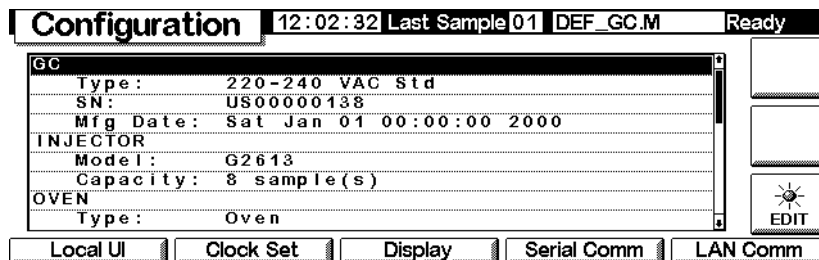 Configuration 12:02:32 Last Sample 01 DEF_GC.M Ready
GC
Type: 220-240 VAC Std
SN: US00000138
Mfg Date: Sat Jan 01 00:00:00 2000
INJECTOR
Model: G2613
Capacity: 8 sample(s)
OVEN
Type: Oven
EDIT
Local UI Clock Set Display Serial Comm LAN Comm